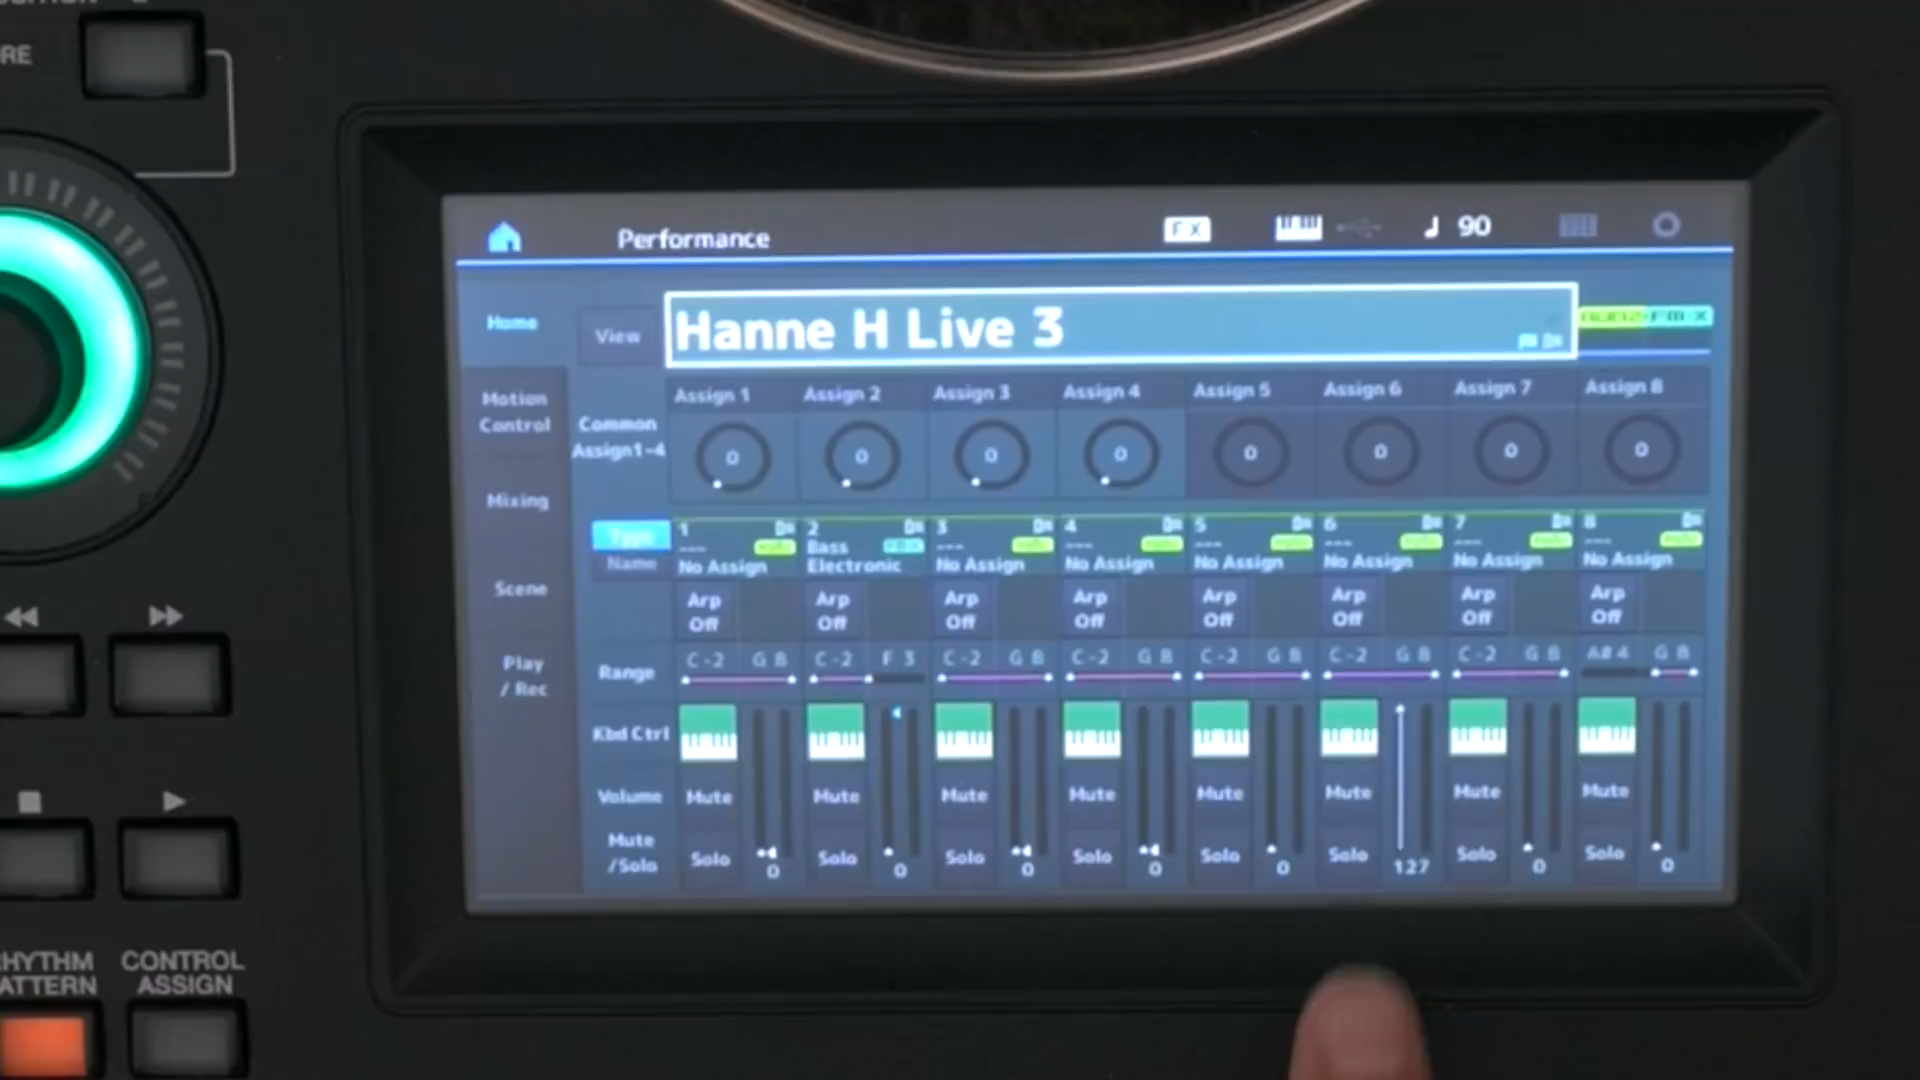 RE
Performance
FX
90
Home
View
Hanne H Live 3
Motion
Control
Common
Assign1-4
Assign 1 Assign 2 Assign 3 Assign 4 Assign 5 Assign 6 Assign 7 Assign 8
0 0 0 0 0 0 0 0
Mixing
Type
1 2 3 4 5 6 7 8
--- Bass --- --- --- --- --- ---
Name
No Assign Electronic No Assign No Assign No Assign No Assign No Assign No Assign
Scene
Arp Arp Arp Arp Arp Arp Arp Arp
Off Off Off Off Off Off Off Off
Play
/ Rec
Range
C -2 G 8 C -2 F 3 C -2 G 8 C -2 G 8 C -2 G 8 C -2 G 8 C -2 G 8 A# 4 G 8
Kbd Ctrl
Volume
Mute Mute Mute Mute Mute Mute Mute Mute
Mute
/Solo
Solo Solo Solo Solo Solo Solo Solo Solo
0 0 0 0 0 127 0 0
HYTHM
ATTERN
CONTROL
ASSIGN